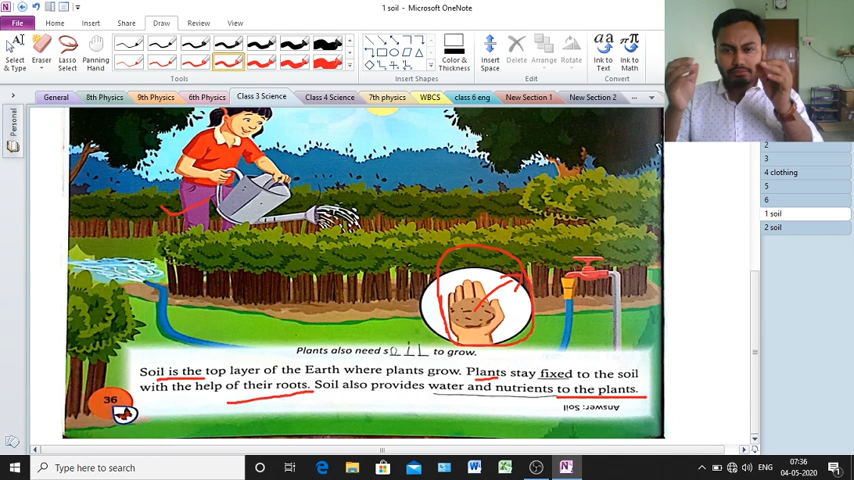 1 soil - Microsoft OneNote
File Home Insert Share Draw Review View
Select & Type
Eraser
Lasso Select
Panning Hand
Color & Thickness
Insert Space
Delete
Arrange
Rotate
Ink to Text
Ink to Math
Tools
Insert Shapes
Edit
Convert
General 8th Physics 9th Physics 6th Physics Class 3 Science Class 4 Science 7th physics WBCS class 6 eng New Section 1 New Section 2 ...
Personal
2
3
4 clothing
5
6
1 soil
2 soil
Plants also need soil to grow.
Soil is the top layer of the Earth where plants grow. Plants stay fixed to the soil
with the help of their roots. Soil also provides water and nutrients to the plants.
36
Answer: Soil
Type here to search
ENG
07:36
04-05-2020